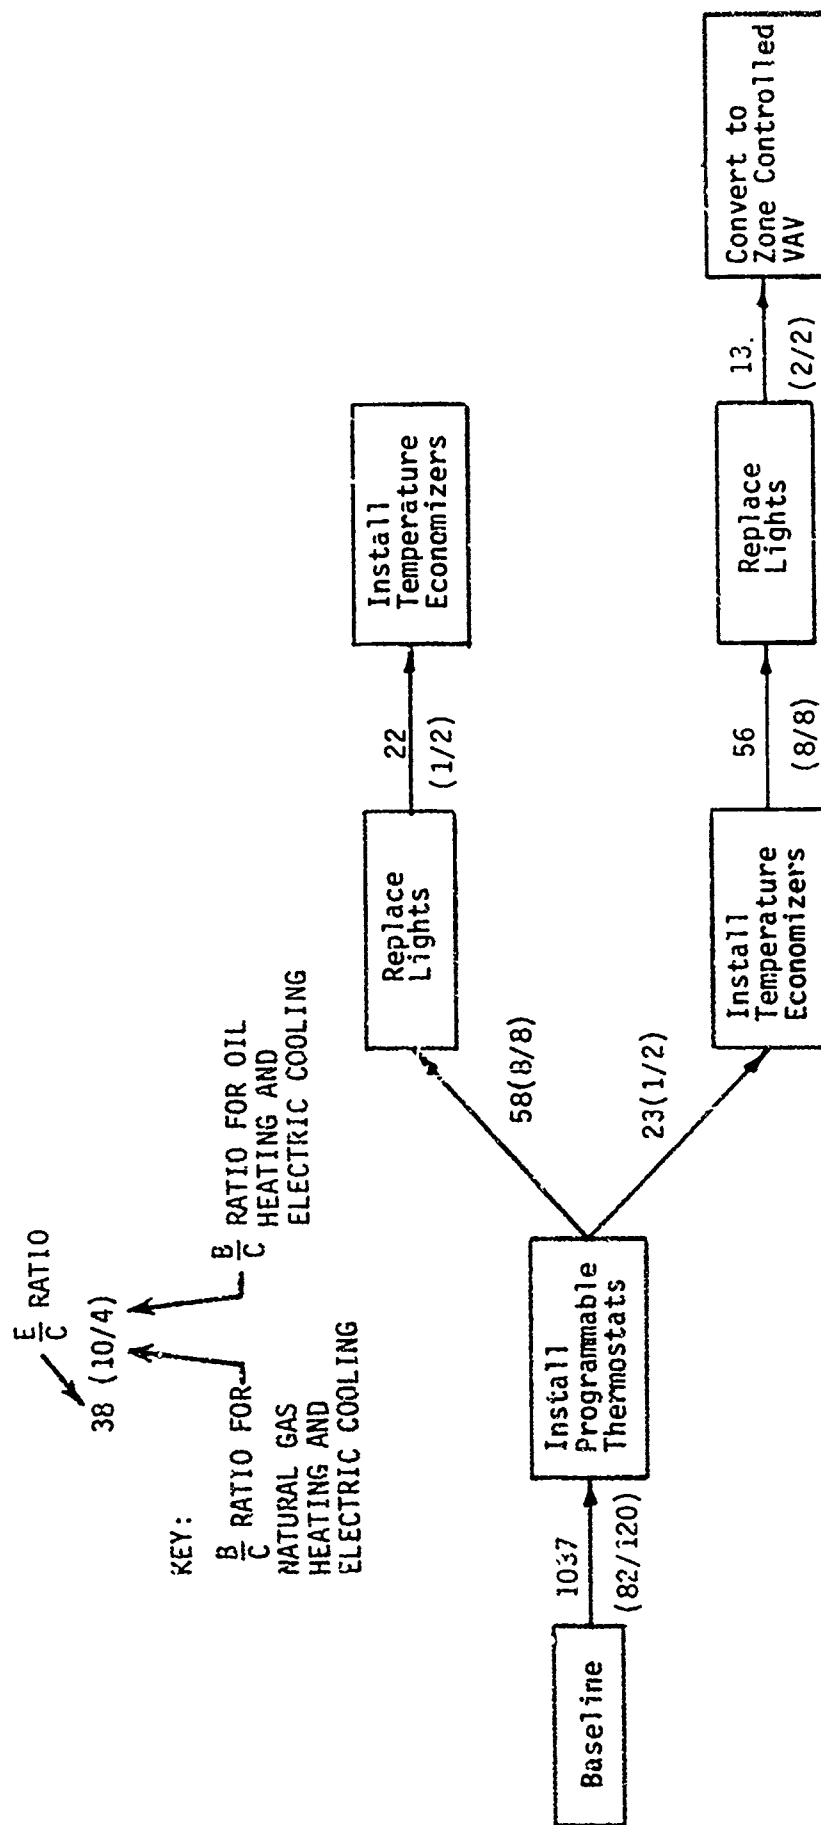 E
C RATIO
38 (10/4)
KEY:
B
C RATIO FOR
NATURAL GAS
HEATING AND
ELECTRIC COOLING
B
C RATIO FOR OIL
HEATING AND
ELECTRIC COOLING
Baseline
1037
(82/120)
Install
Programmable
Thermostats
58(8/8)
Replace
Lights
22
(1/2)
Install
Temperature
Economizers
23(1/2)
Install
Temperature
Economizers
56
(8/8)
Replace
Lights
13.
(2/2)
Convert to
Zone Controlled
VAV